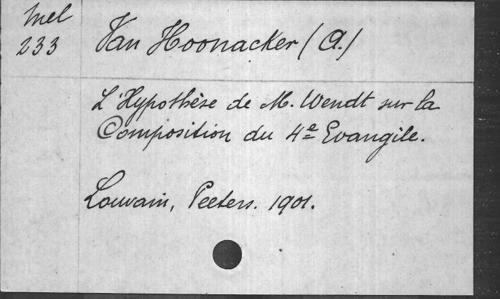 Mel
233
Van Hoonacker (A.)
L'Hypothèse de M. Wendt sur la
Composition du 4e Evangile.
Louvain, Peeters. 1901.